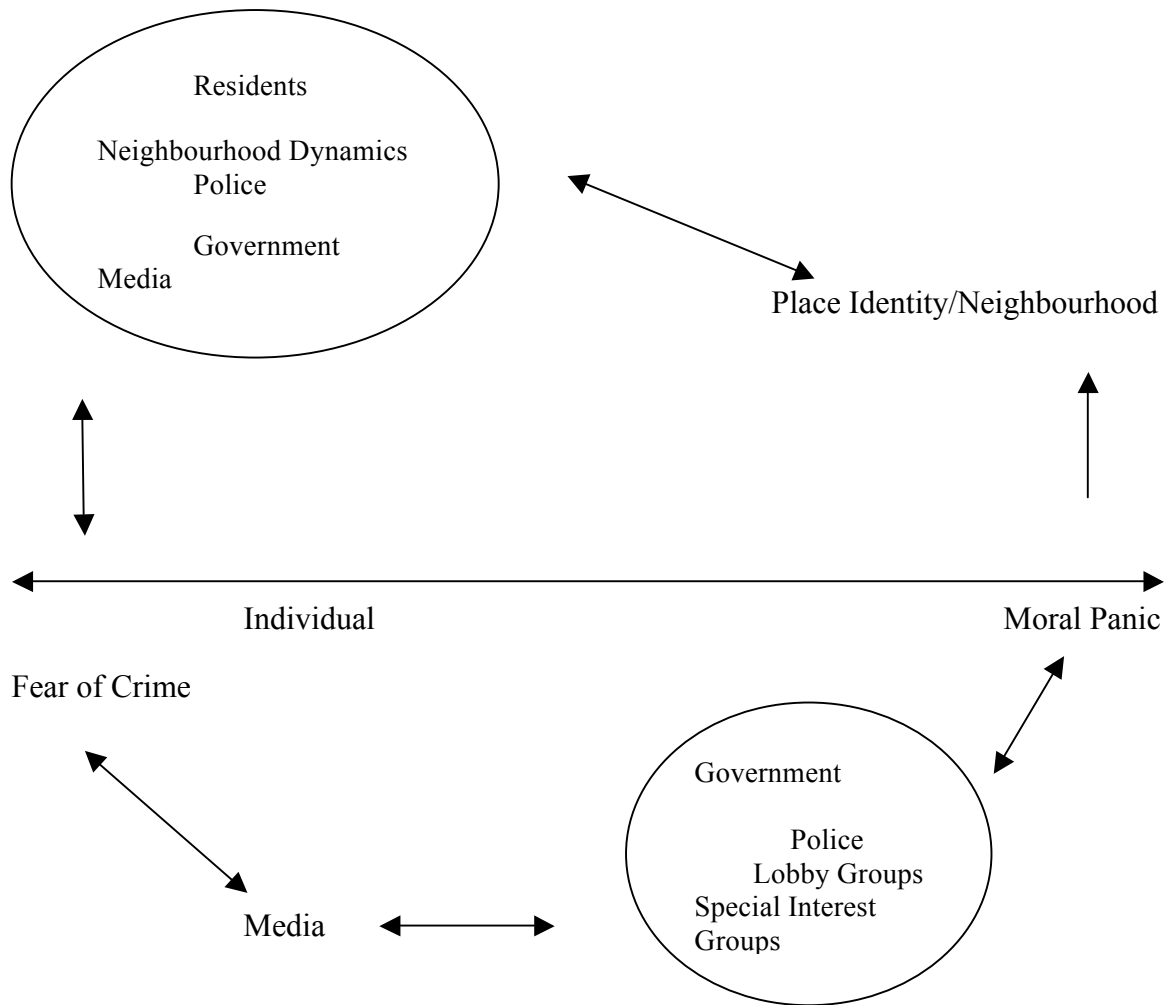 Residents
Neighbourhood Dynamics
Police
Government
Media
Place Identity/Neighbourhood
Individual
Moral Panic
Fear of Crime
Government
Police
Lobby Groups
Special Interest
Groups
Media